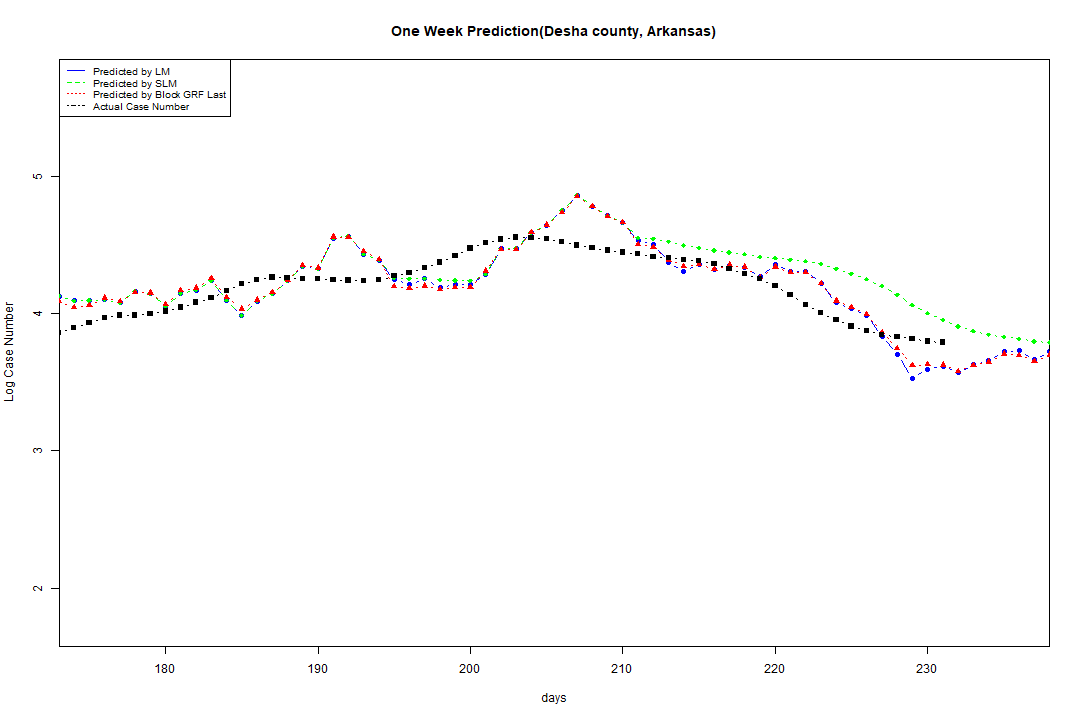 One Week Prediction(Desha county, Arkansas)
Predicted by LM
Predicted by SLM
Predicted by Block GRF Last
Actual Case Number
Log Case Number
5
4
3
2
180 190 200 210 220 230
days